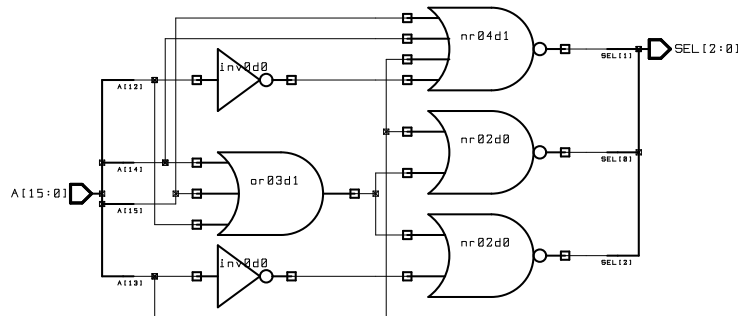 nr04d1
SEL[2:0]
SEL[1]
inv0d0
A[12]
nr02d0
SEL[0]
A[14]
or03d1
A[15:0]
A[15]
nr02d0
inv0d0
SEL[2]
A[13]